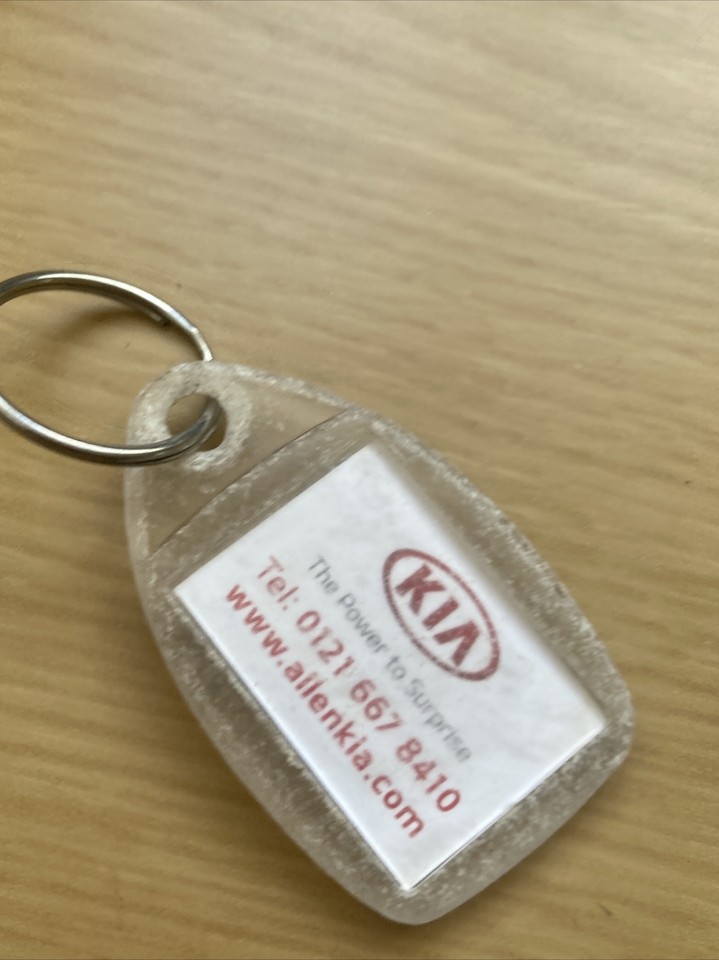 KIA
The Power to Surprise
Tel: 0121 667 8410
www.allenkia.com